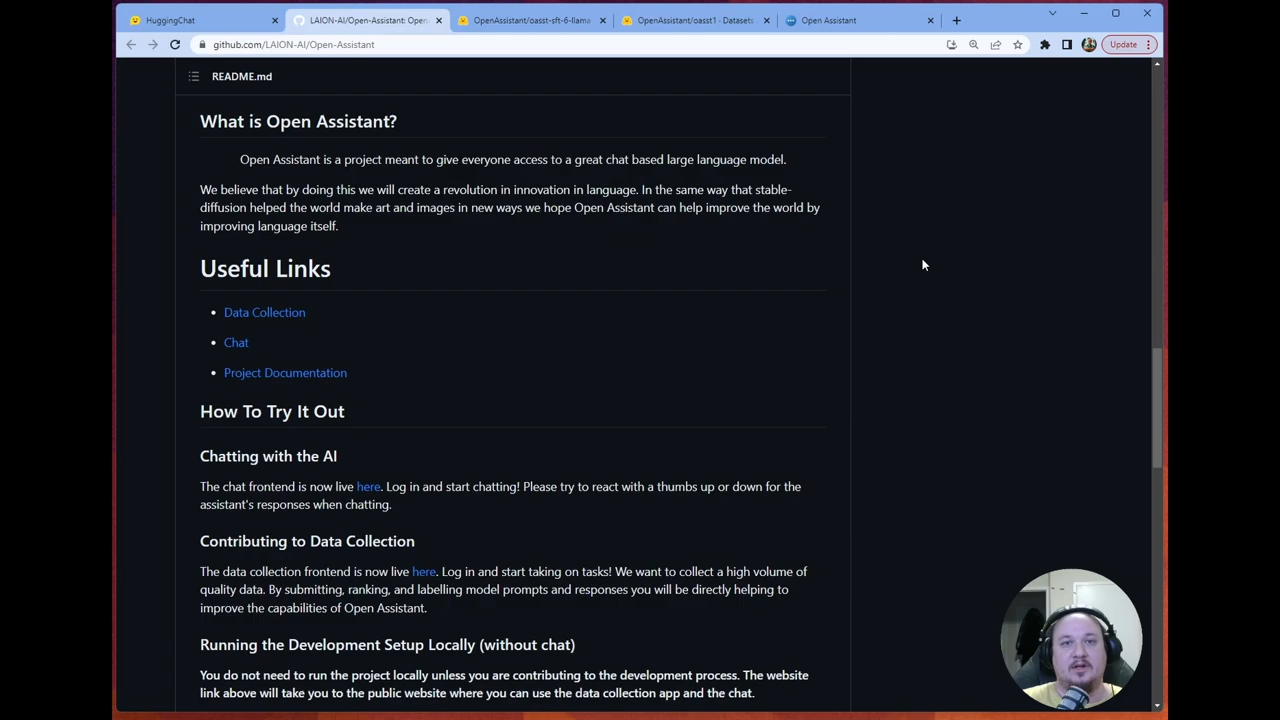 HuggingChat
LAION-AI/Open-Assistant: Open
OpenAssistant/oasst-sft-6-llama
OpenAssistant/oasst1 · Datasets
Open Assistant
github.com/LAION-AI/Open-Assistant
Update
README.md
What is Open Assistant?
Open Assistant is a project meant to give everyone access to a great chat based large language model.
We believe that by doing this we will create a revolution in innovation in language. In the same way that stable-
diffusion helped the world make art and images in new ways we hope Open Assistant can help improve the world by
improving language itself.
Useful Links
Data Collection
Chat
Project Documentation
How To Try It Out
Chatting with the AI
The chat frontend is now live here. Log in and start chatting! Please try to react with a thumbs up or down for the
assistant's responses when chatting.
Contributing to Data Collection
The data collection frontend is now live here. Log in and start taking on tasks! We want to collect a high volume of
quality data. By submitting, ranking, and labelling model prompts and responses you will be directly helping to
improve the capabilities of Open Assistant.
Running the Development Setup Locally (without chat)
You do not need to run the project locally unless you are contributing to the development process. The website
link above will take you to the public website where you can use the data collection app and the chat.